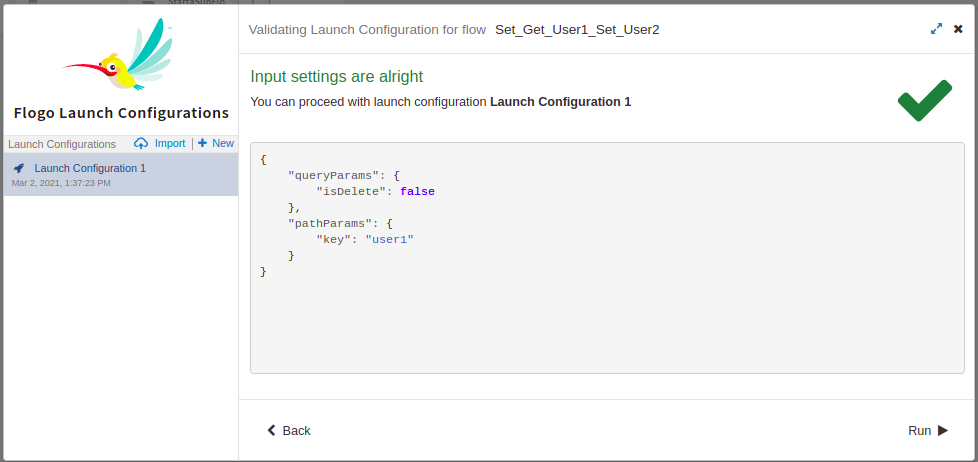 Validating Launch Configuration for flow Set_Get_User1_Set_User2
Flogo Launch Configurations
Launch Configurations Import + New
Launch Configuration 1
Mar 2, 2021, 1:37:23 PM
Input settings are alright
You can proceed with launch configuration Launch Configuration 1
{
    "queryParams": {
        "isDelete": false
    },
    "pathParams": {
        "key": "user1"
    }
}
Back
Run